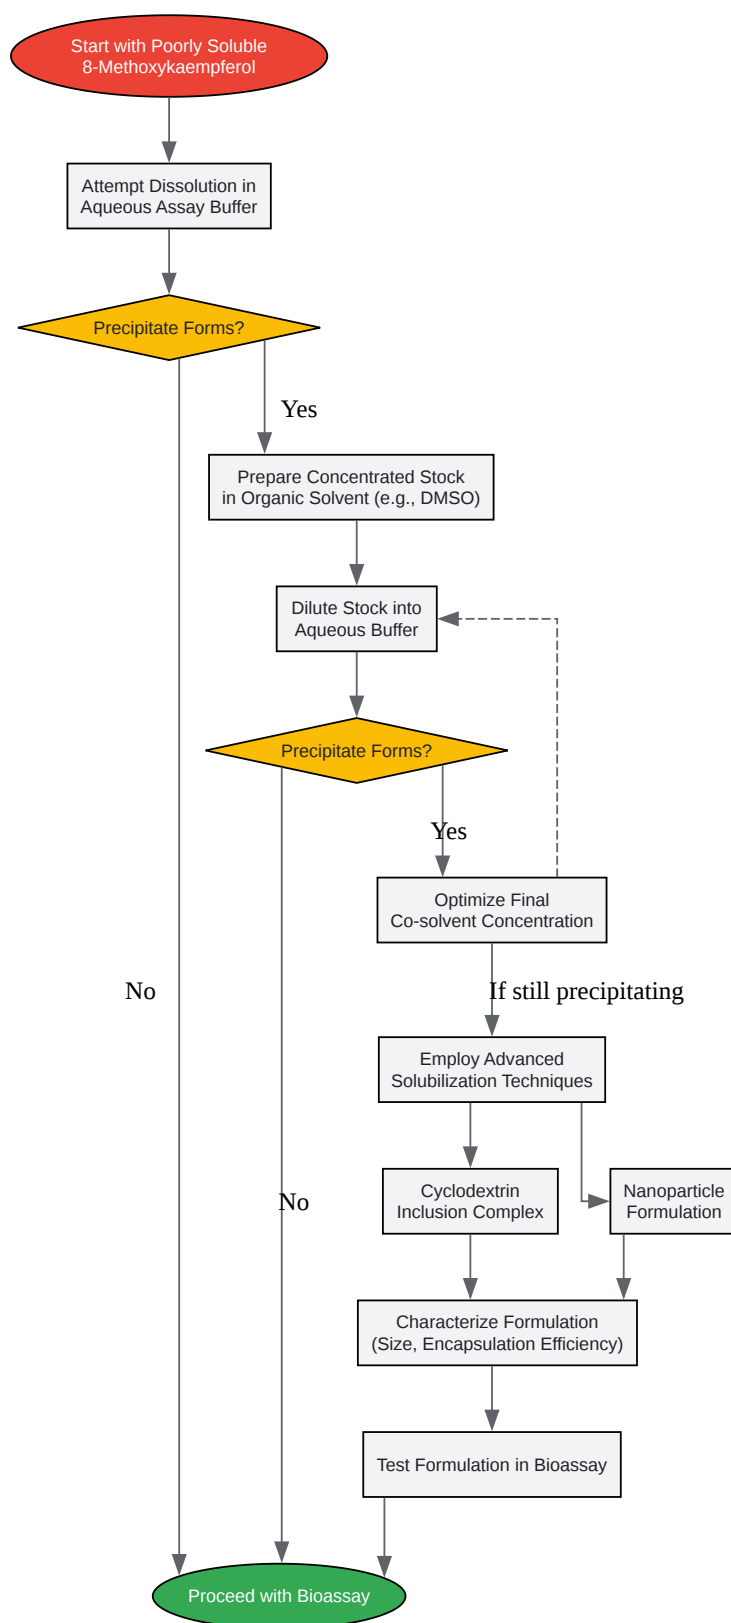 Start with Poorly Soluble
8-Methoxykaempferol
Attempt Dissolution in
Aqueous Assay Buffer
Precipitate Forms?
Yes
Prepare Concentrated Stock
in Organic Solvent (e.g., DMSO)
Dilute Stock into
Aqueous Buffer
Precipitate Forms?
Yes
Optimize Final
Co-solvent Concentration
No
If still precipitating
Employ Advanced
Solubilization Techniques
Cyclodextrin
Inclusion Complex
Nanoparticle
Formulation
No
Characterize Formulation
(Size, Encapsulation Efficiency)
Test Formulation in Bioassay
Proceed with Bioassay